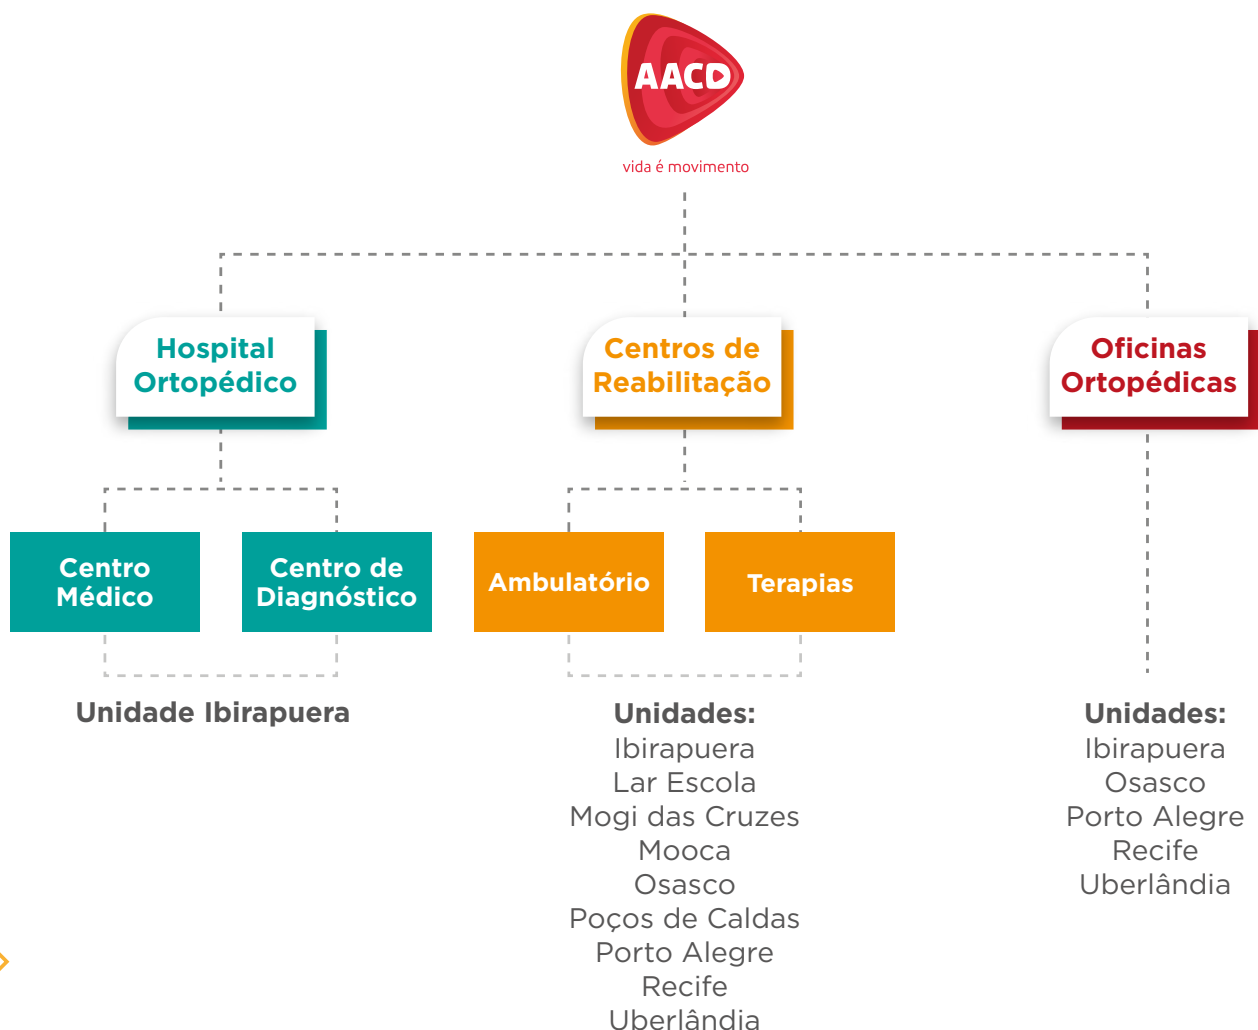 AACD
vida é movimento
Hospital
Ortopédico
Centros de
Reabilitação
Oficinas
Ortopédicas
Centro
Médico
Centro de
Diagnóstico
Ambulatório
Terapias
Unidade Ibirapuera
Unidades:
Ibirapuera
Lar Escola
Mogi das Cruzes
Mooca
Osasco
Poços de Caldas
Porto Alegre
Recife
Uberlândia
Unidades:
Ibirapuera
Osasco
Porto Alegre
Recife
Uberlândia